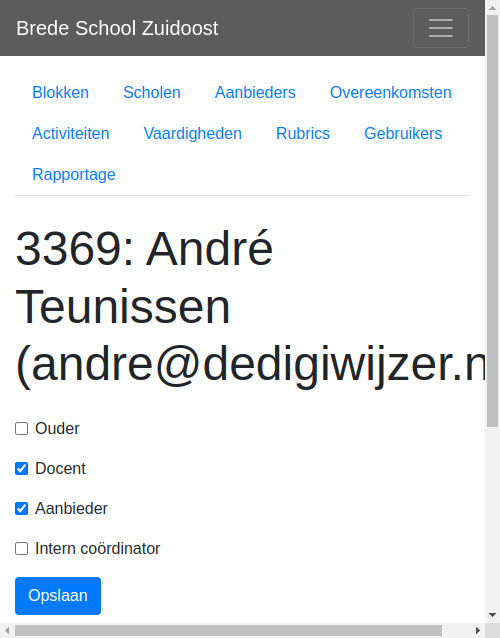 Brede School Zuidoost
Blokken Scholen Aanbieders Overeenkomsten
Activiteiten Vaardigheden Rubrics Gebruikers
Rapportage
3369: André
Teunissen
(andre@dedigiwijzer.n
Ouder
Docent
Aanbieder
Intern coördinator
Opslaan